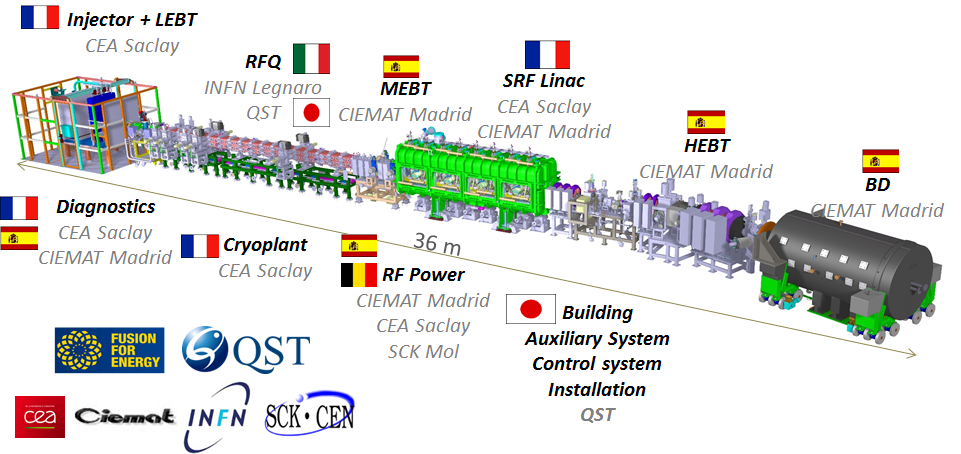 Injector + LEBT
CEA Saclay
RFQ
INFN Legnaro
QST
MEBT
CIEMAT Madrid
SRF Linac
CEA Saclay
CIEMAT Madrid
HEBT
CIEMAT Madrid
BD
CIEMAT Madrid
Diagnostics
CEA Saclay
CIEMAT Madrid
Cryoplant
CEA Saclay
36 m
RF Power
CIEMAT Madrid
CEA Saclay
SCK Mol
Building
Auxiliary System
Control system
Installation
QST
FUSION
FOR
ENERGY
QST
cea
Ciemat
INFN
SCK•CEN